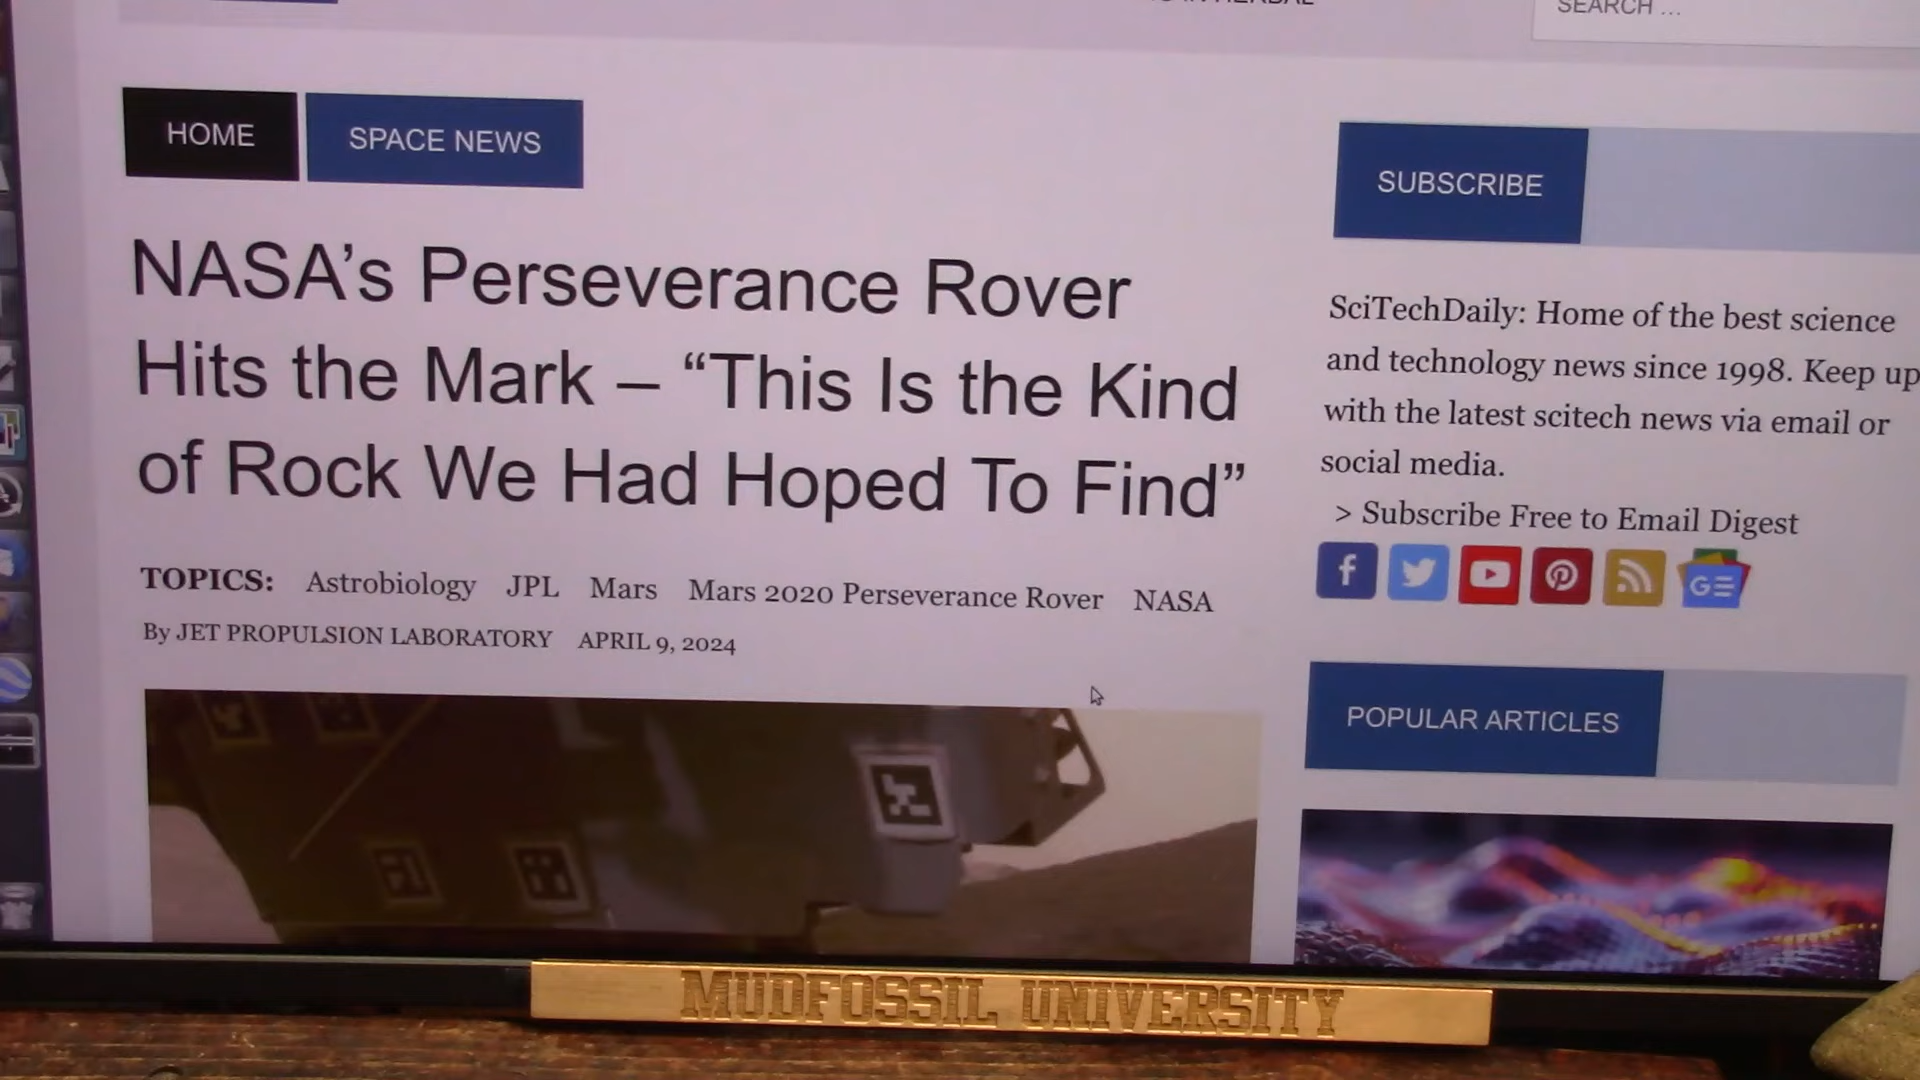 SEARCH ...
HOME
SPACE NEWS
NASA’s Perseverance Rover
Hits the Mark – “This Is the Kind
of Rock We Had Hoped To Find”
TOPICS: Astrobiology JPL Mars Mars 2020 Perseverance Rover NASA
By JET PROPULSION LABORATORY APRIL 9, 2024
SUBSCRIBE
SciTechDaily: Home of the best science
and technology news since 1998. Keep up
with the latest scitech news via email or
social media.
> Subscribe Free to Email Digest
POPULAR ARTICLES
MUDFOSSIL UNIVERSITY